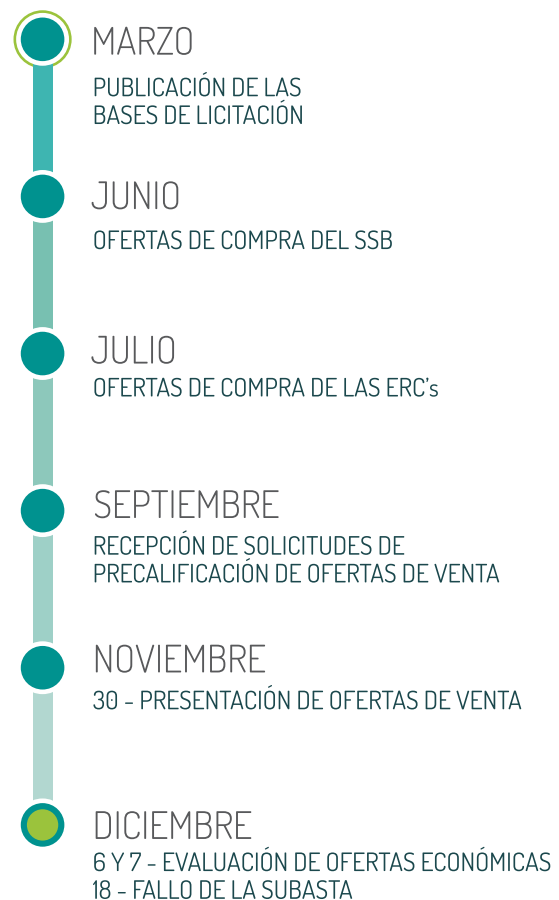 MARZO
PUBLICACIÓN DE LAS
BASES DE LICITACIÓN
JUNIO
OFERTAS DE COMPRA DEL SSB
JULIO
OFERTAS DE COMPRA DE LAS ERC's
SEPTIEMBRE
RECEPCIÓN DE SOLICITUDES DE
PRECALIFICACIÓN DE OFERTAS DE VENTA
NOVIEMBRE
30 - PRESENTACIÓN DE OFERTAS DE VENTA
DICIEMBRE
6 Y 7 - EVALUACIÓN DE OFERTAS ECONÓMICAS
18 - FALLO DE LA SUBASTA